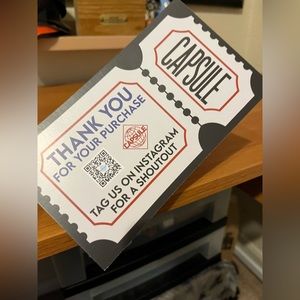 CAPSULE
THANK YOU
FOR YOUR PURCHASE
CAPSULE
TAG US ON INSTAGRAM
FOR A SHOUTOUT